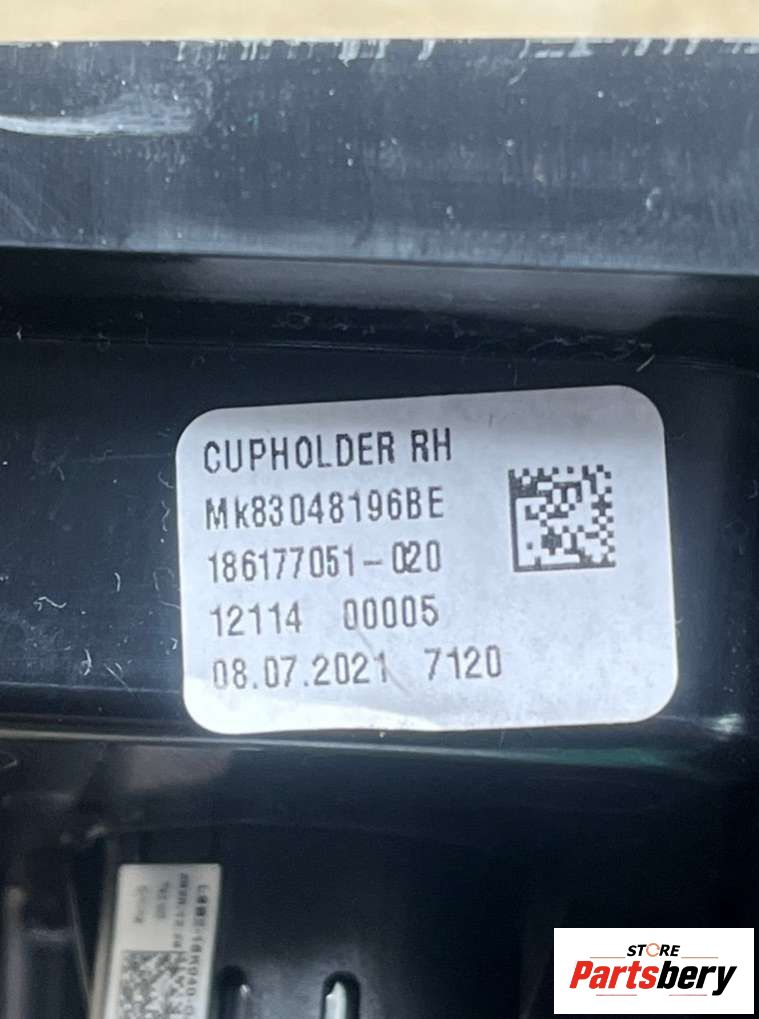 CUPHOLDER RH
Mk83048196BE
186177051-020
12114 00005
08.07.2021 7120
STORE
Partsbery